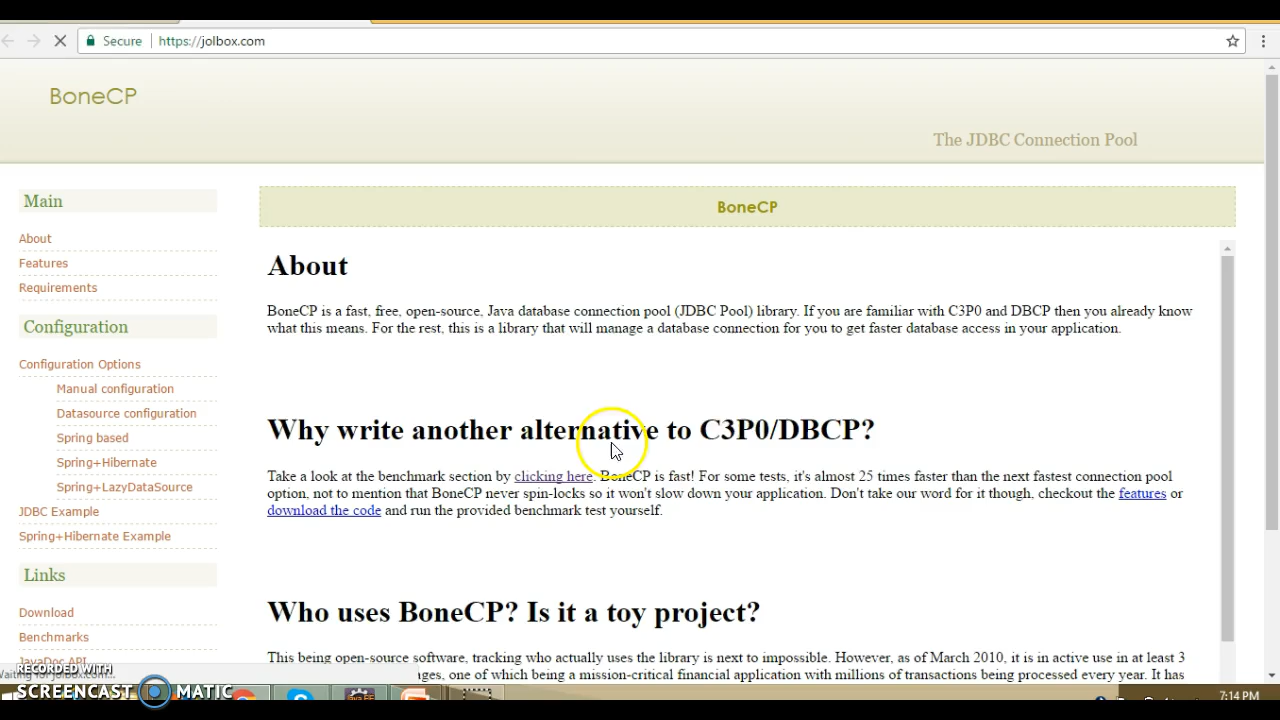 Secure
https://jolbox.com
BoneCP
The JDBC Connection Pool
Main
About
Features
Requirements
Configuration
Configuration Options
Manual configuration
Datasource configuration
Spring based
Spring+Hibernate
Spring+LazyDataSource
JDBC Example
Spring+Hibernate Example
Links
Download
Benchmarks
JavaDoc API
BoneCP
About
BoneCP is a fast, free, open-source, Java database connection pool (JDBC Pool) library. If you are familiar with C3P0 and DBCP then you already know
what this means. For the rest, this is a library that will manage a database connection for you to get faster database access in your application.
Why write another alternative to C3P0/DBCP?
Take a look at the benchmark section by clicking here. BoneCP is fast! For some tests, it's almost 25 times faster than the next fastest connection pool
option, not to mention that BoneCP never spin-locks so it won't slow down your application. Don't take our word for it though, checkout the features or
download the code and run the provided benchmark test yourself.
Who uses BoneCP? Is it a toy project?
This being open-source software, tracking who actually uses the library is next to impossible. However, as of March 2010, it is in active use in at least 3
ges, one of which being a mission-critical financial application with millions of transactions being processed every year. It has
RECORDED WITH
Waiting for jolbox.com...
SCREENCAST MATIC
7:14 PM